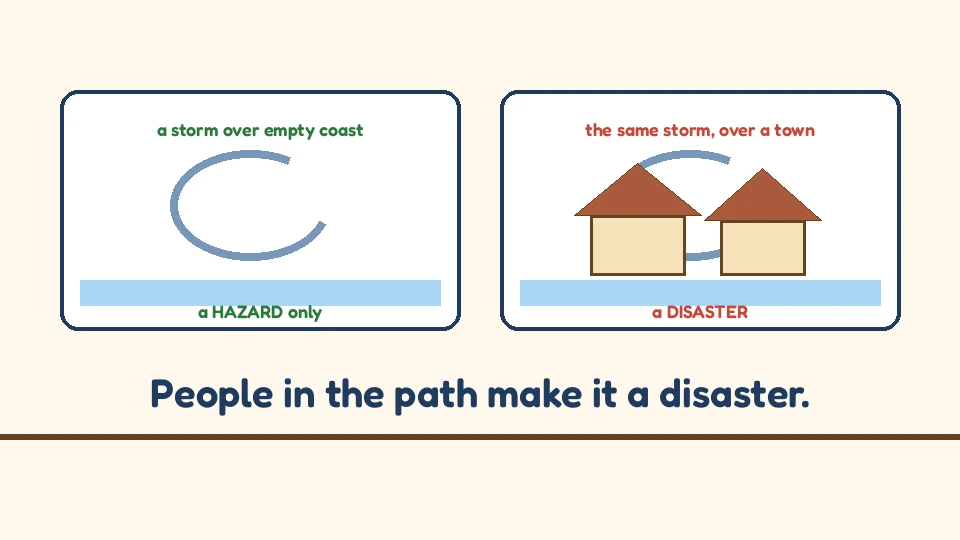 a storm over empty coast
a HAZARD only
the same storm, over a town
a DISASTER
People in the path make it a disaster.